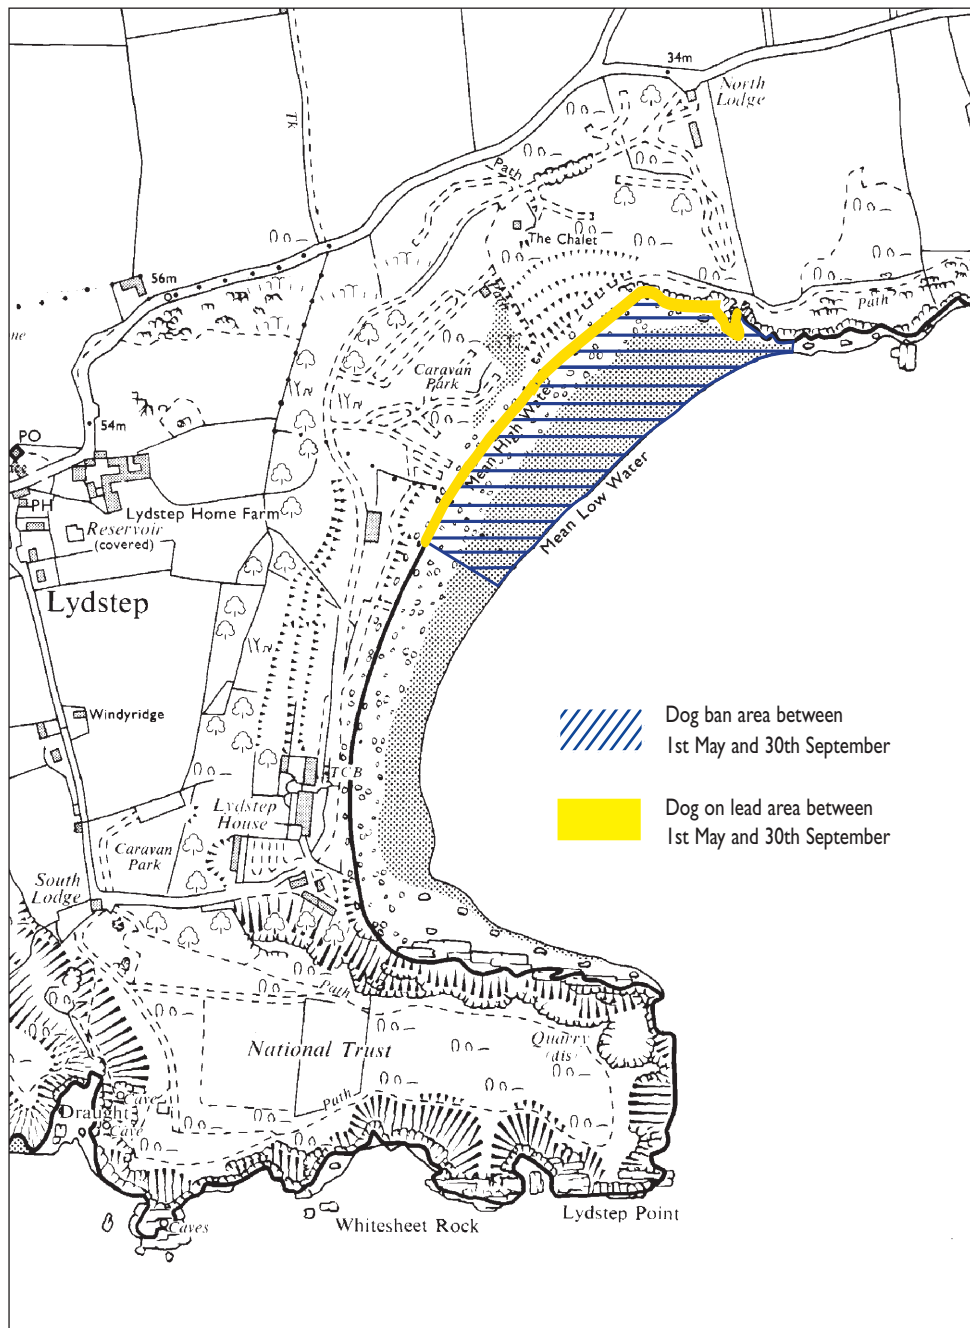 34m
North
Lodge
Tk
Path
The Chalet
56m
Path
Path
Caravan
Park
PO
54m
Mean High Water
Mean Low Water
PH
Lydstep Home Farm
Reservoir
(covered)
Lydstep
Windyridge
Dog ban area between
1st May and 30th September
TCB
Lydstep
House
Dog on lead area between
1st May and 30th September
Caravan
Park
South
Lodge
Path
National Trust
Quarry
(dis)
Path
Cave
Draught
Cave
Caves
Whitesheet Rock
Lydstep Point